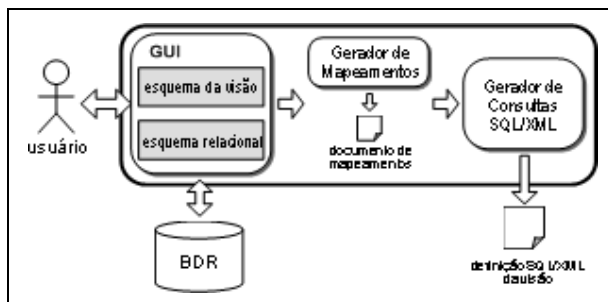 GUI
esquema da visão
esquema relacional
usuário
BDR
Gerador de
Mapeamentos
documento de
mapeamentos
Gerador de
Consultas
SQL/XML
definição SQL/XML
da visão